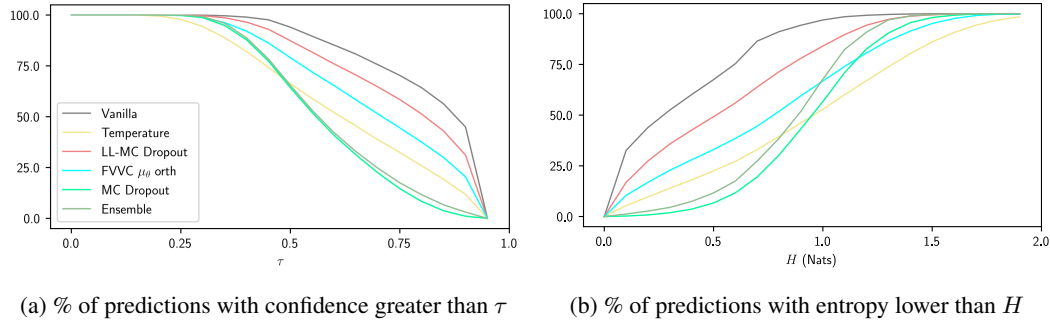 100.0
75.0
50.0
25.0
0.0
Vanilla
Temperature
LL-MC Dropout
FVVC μθ orth
MC Dropout
Ensemble
0.0 0.25 0.5 0.75 1.0
τ
(a) % of predictions with confidence greater than τ
100.0
75.0
50.0
25.0
0.0
0.0 0.5 1.0 1.5 2.0
H (Nats)
(b) % of predictions with entropy lower than H